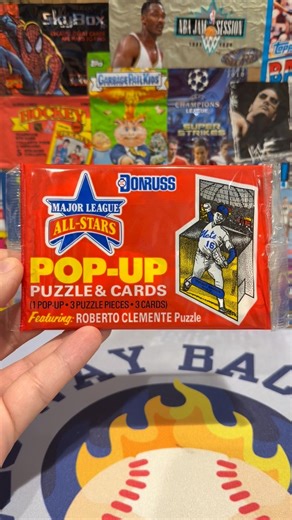 SkyBox
NBA JAM SESSION
GARBAGE PAIL KIDS
HOCKEY
CHAMPIONS
LEAGUE
SUPER
STRIKES
DONRUSS
MAJOR LEAGUE
ALL-STARS
POP-UP
PUZZLE & CARDS
(1 POP-UP • 3 PUZZLE PIECES • 3 CARDS)
Featuring: ROBERTO CLEMENTE Puzzle
Mets
16
WAY BAC